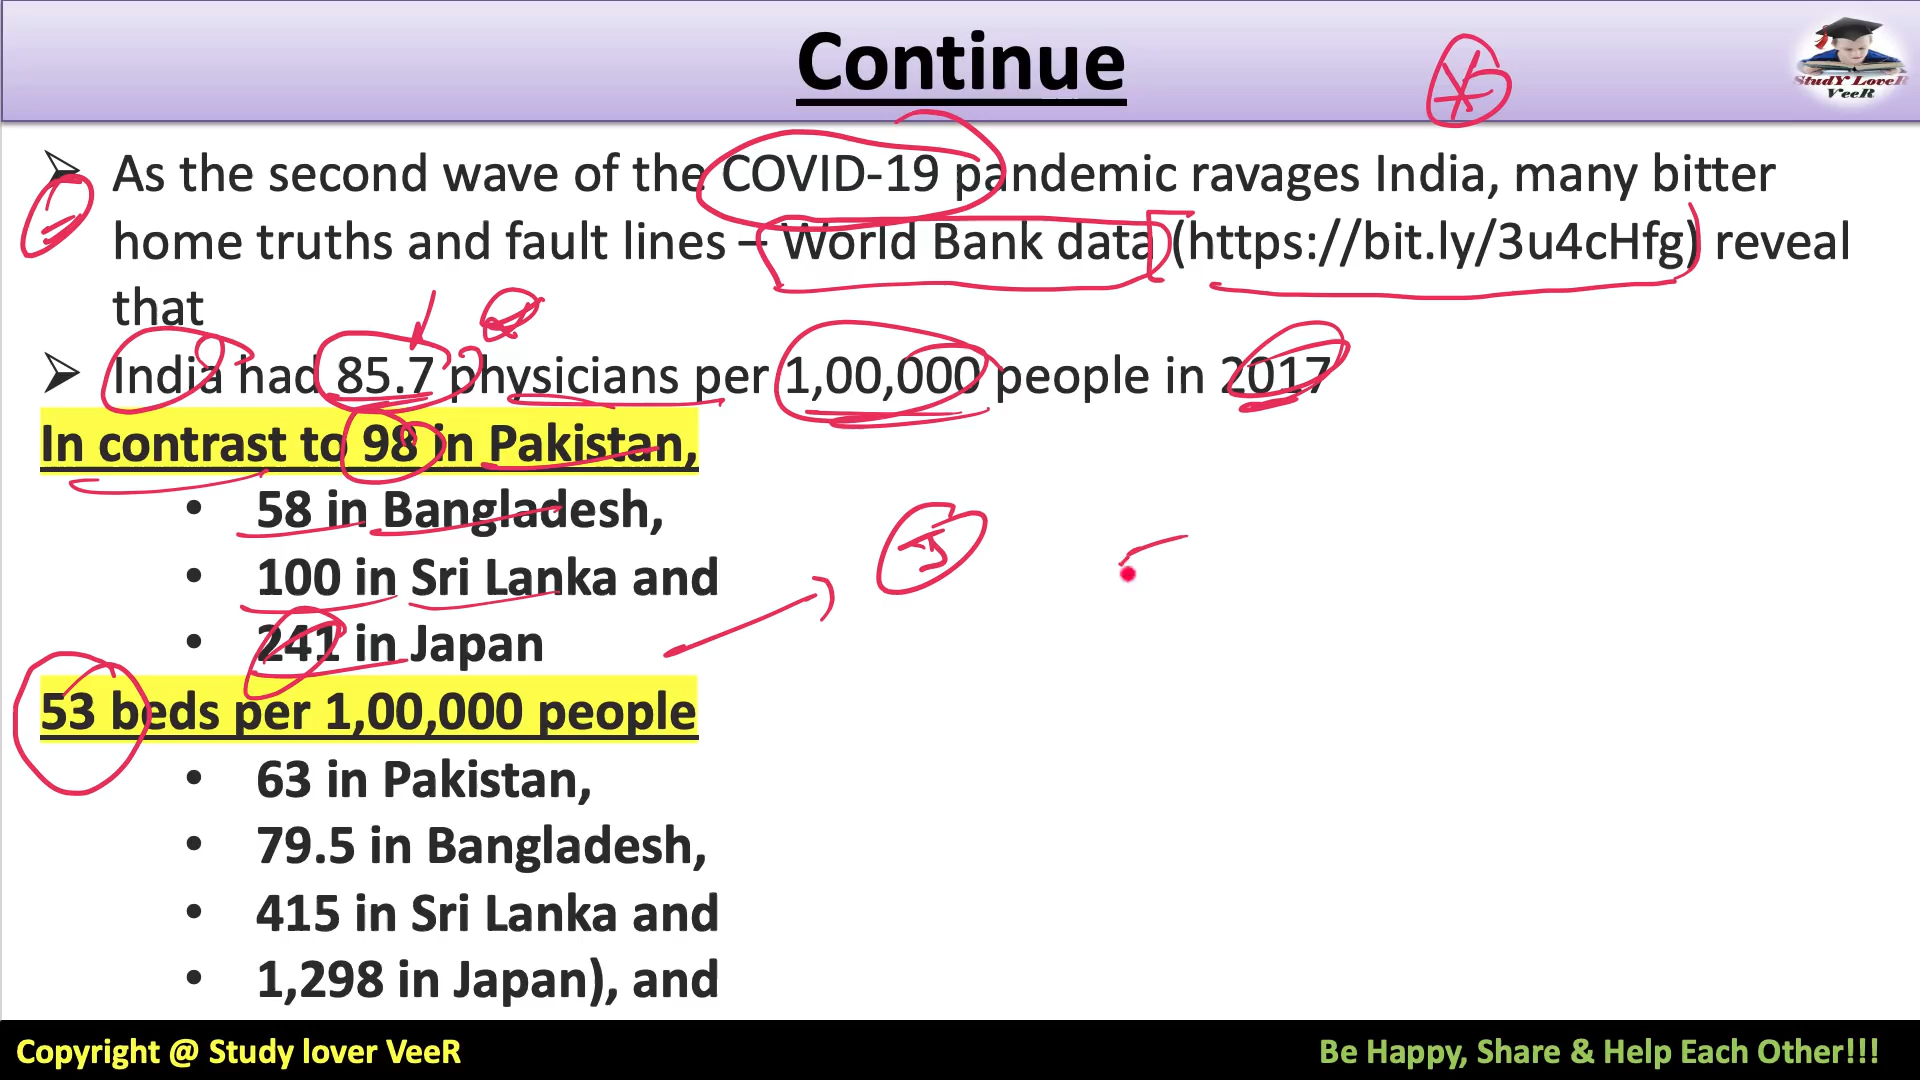 Continue
StudY LoveR
VeeR
As the second wave of the COVID-19 pandemic ravages India, many bitter
home truths and fault lines – World Bank data (https://bit.ly/3u4cHfg) reveal
that
India had 85.7 physicians per 1,00,000 people in 2017
In contrast to 98 in Pakistan,
• 58 in Bangladesh,
• 100 in Sri Lanka and
• 241 in Japan
53 beds per 1,00,000 people
• 63 in Pakistan,
• 79.5 in Bangladesh,
• 415 in Sri Lanka and
• 1,298 in Japan), and
Copyright @ Study lover VeeR
Be Happy, Share & Help Each Other!!!